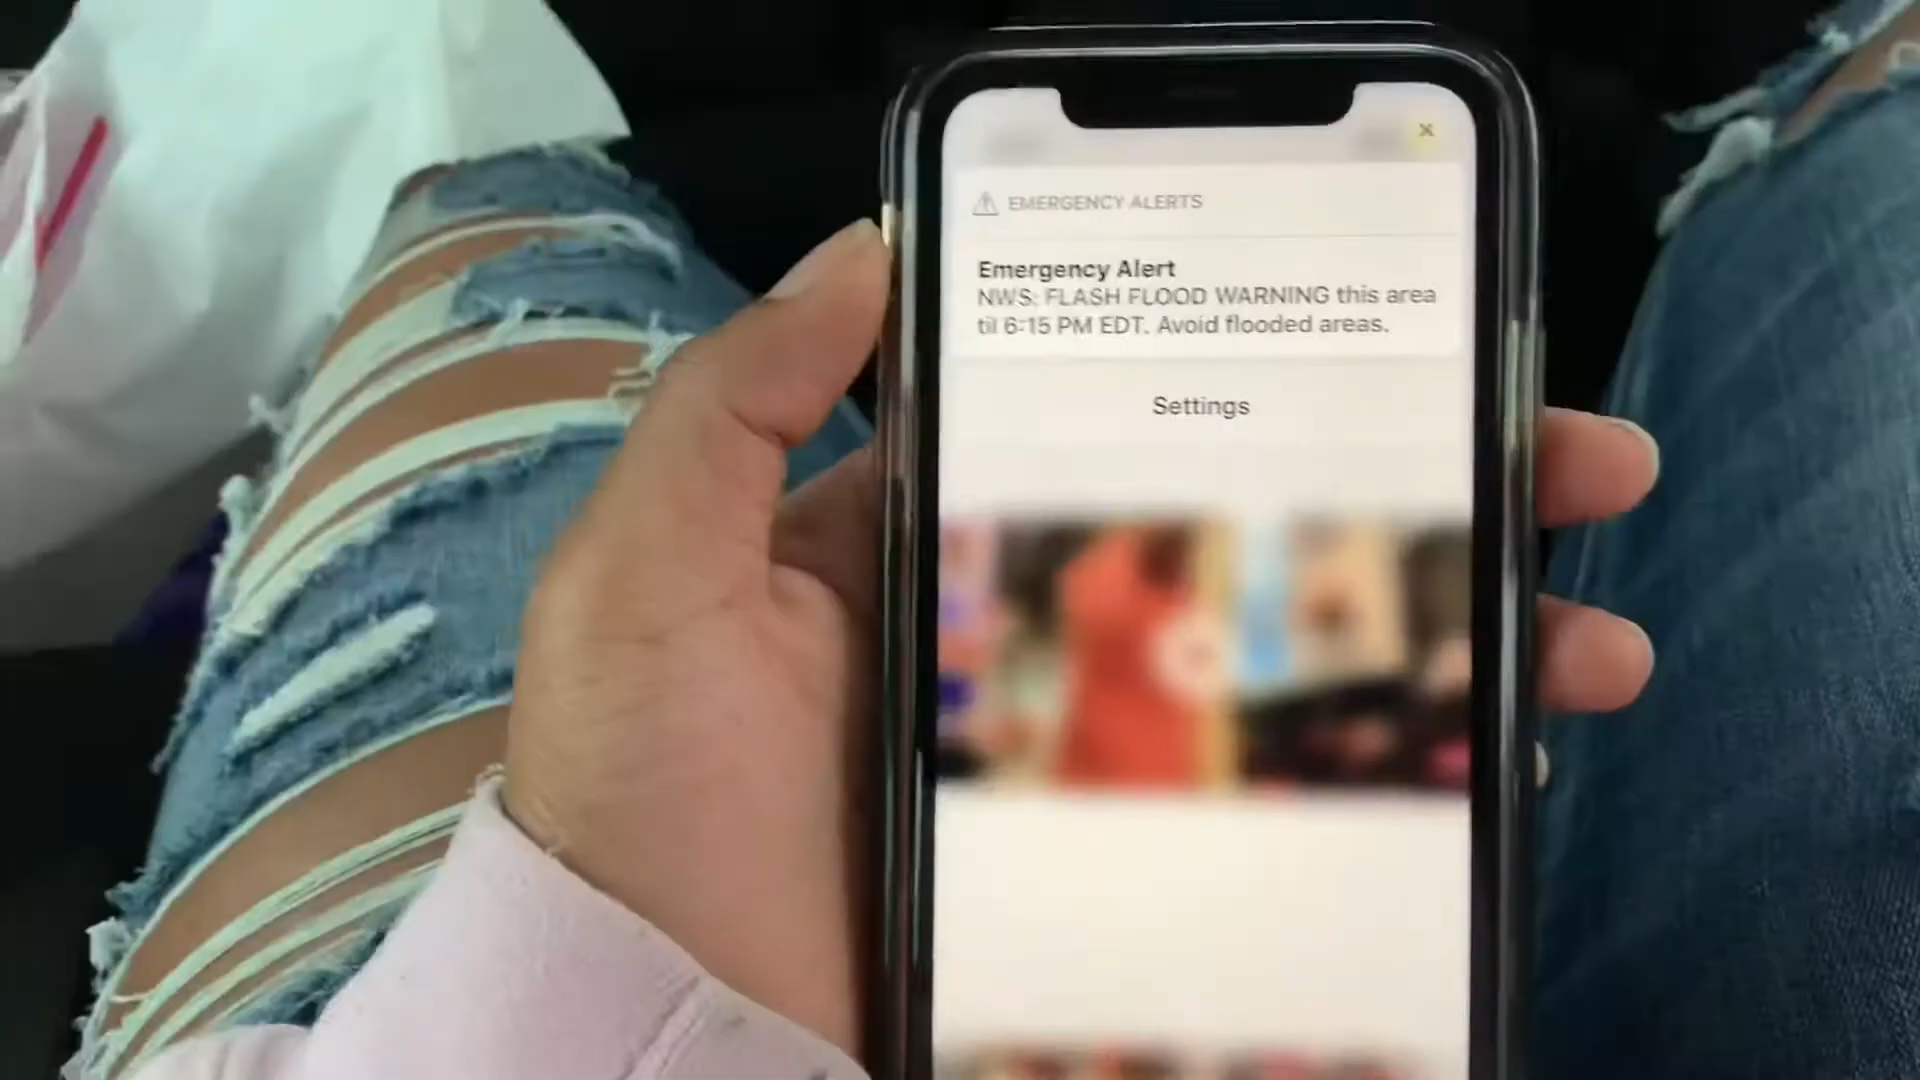 EMERGENCY ALERTS
Emergency Alert
NWS: FLASH FLOOD WARNING this area
til 6:15 PM EDT. Avoid flooded areas.
Settings